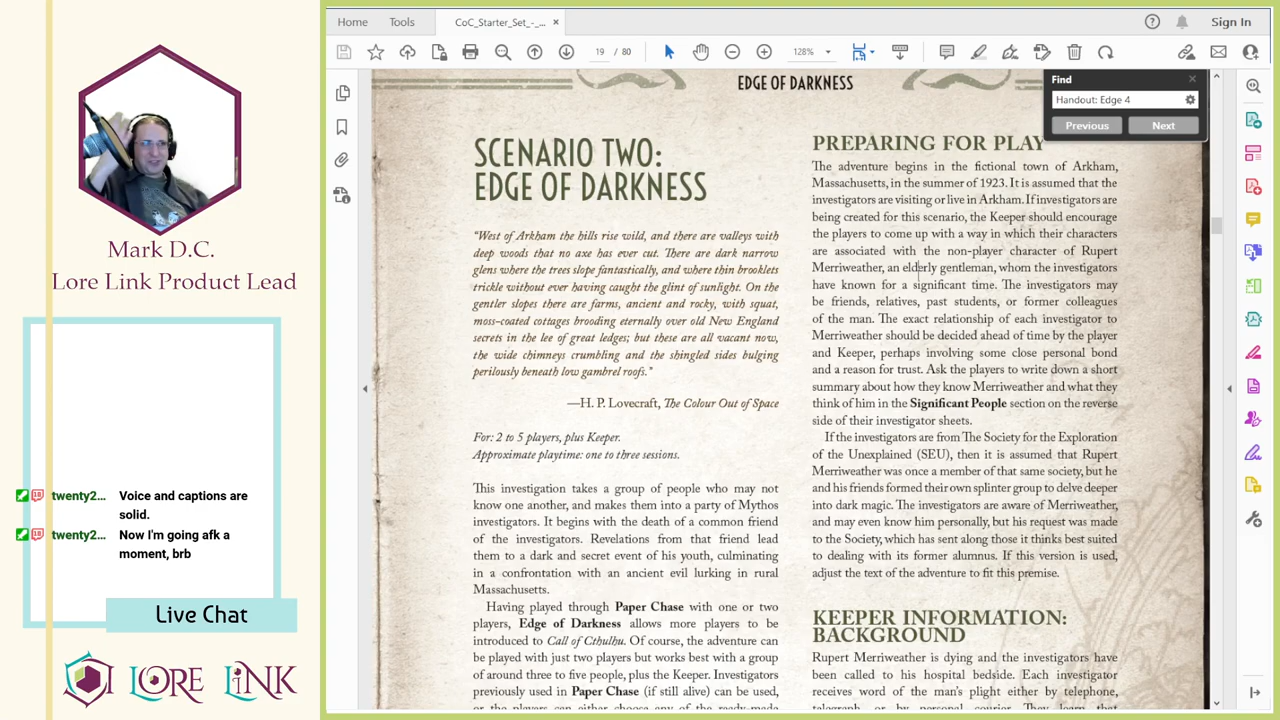 Home
Tools
CoC_Starter_Set_-_...
Sign In
19 / 80
128%
Find
Handout: Edge 4
Previous
Next
EDGE OF DARKNESS
SCENARIO TWO:
EDGE OF DARKNESS
"West of Arkham the hills rise wild, and there are valleys with
deep woods that no axe has ever cut. There are dark narrow
glens where the trees slope fantastically, and where thin brooklets
trickle without ever having caught the glint of sunlight. On the
gentler slopes there are farms, ancient and rocky, with squat,
moss-coated cottages brooding eternally over old New England
secrets in the lee of great ledges; but these are all vacant now,
the wide chimneys crumbling and the shingled sides bulging
perilously beneath low gambrel roofs."
—H. P. Lovecraft, The Colour Out of Space
For: 2 to 5 players, plus Keeper.
Approximate playtime: one to three sessions.
This investigation takes a group of people who may not
know one another, and makes them into a party of Mythos
investigators. It begins with the death of a common friend
of the investigators. Revelations from that friend lead
them to a dark and secret event of his youth, culminating
in a confrontation with an ancient evil lurking in rural
Massachusetts.
Having played through Paper Chase with one or two
players, Edge of Darkness allows more players to be
introduced to Call of Cthulhu. Of course, the adventure can
be played with just two players but works best with a group
of around three to five people, plus the Keeper. Investigators
previously used in Paper Chase (if still alive) can be used,
or the players can either choose any of the ready-made
PREPARING FOR PLAY
The adventure begins in the fictional town of Arkham,
Massachusetts, in the summer of 1923. It is assumed that the
investigators are visiting or live in Arkham. If investigators are
being created for this scenario, the Keeper should encourage
the players to come up with a way in which their characters
are associated with the non-player character of Rupert
Merriweather, an elderly gentleman, whom the investigators
have known for a significant time. The investigators may
be friends, relatives, past students, or former colleagues
of the man. The exact relationship of each investigator to
Merriweather should be decided ahead of time by the player
and Keeper, perhaps involving some close personal bond
and a reason for trust. Ask the players to write down a short
summary about how they know Merriweather and what they
think of him in the Significant People section on the reverse
side of their investigator sheets.
If the investigators are from The Society for the Exploration
of the Unexplained (SEU), then it is assumed that Rupert
Merriweather was once a member of that same society, but he
and his friends formed their own splinter group to delve deeper
into dark magic. The investigators are aware of Merriweather,
and may even know him personally, but his request was made
to the Society, which has sent along those it thinks best suited
to dealing with its former alumnus. If this version is used,
adjust the text of the adventure to fit this premise.
KEEPER INFORMATION:
BACKGROUND
Rupert Merriweather is dying and the investigators have
been called to his hospital bedside. Each investigator
receives word of the man's plight either by telephone,
telegraph, or by personal courier. They learn that
Mark D.C.
Lore Link Product Lead
twenty2... Voice and captions are
solid.
twenty2... Now I'm going afk a
moment, brb
Live Chat
LORE LINK